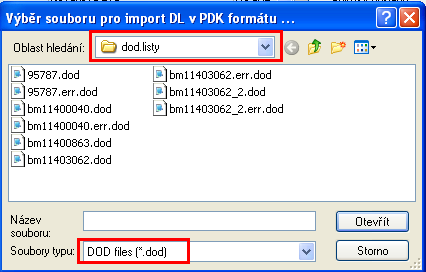 Výběr souboru pro import DL v PDK formátu ...
Oblast hledání:
dod.listy
95787.dod
95787.err.dod
bm11400040.dod
bm11400040.err.dod
bm11400863.dod
bm11403062.dod
bm11403062.err.dod
bm11403062_2.dod
bm11403062_2.err.dod
Název
souboru:
Otevřít
Soubory typu:
DOD files (*.dod)
Storno